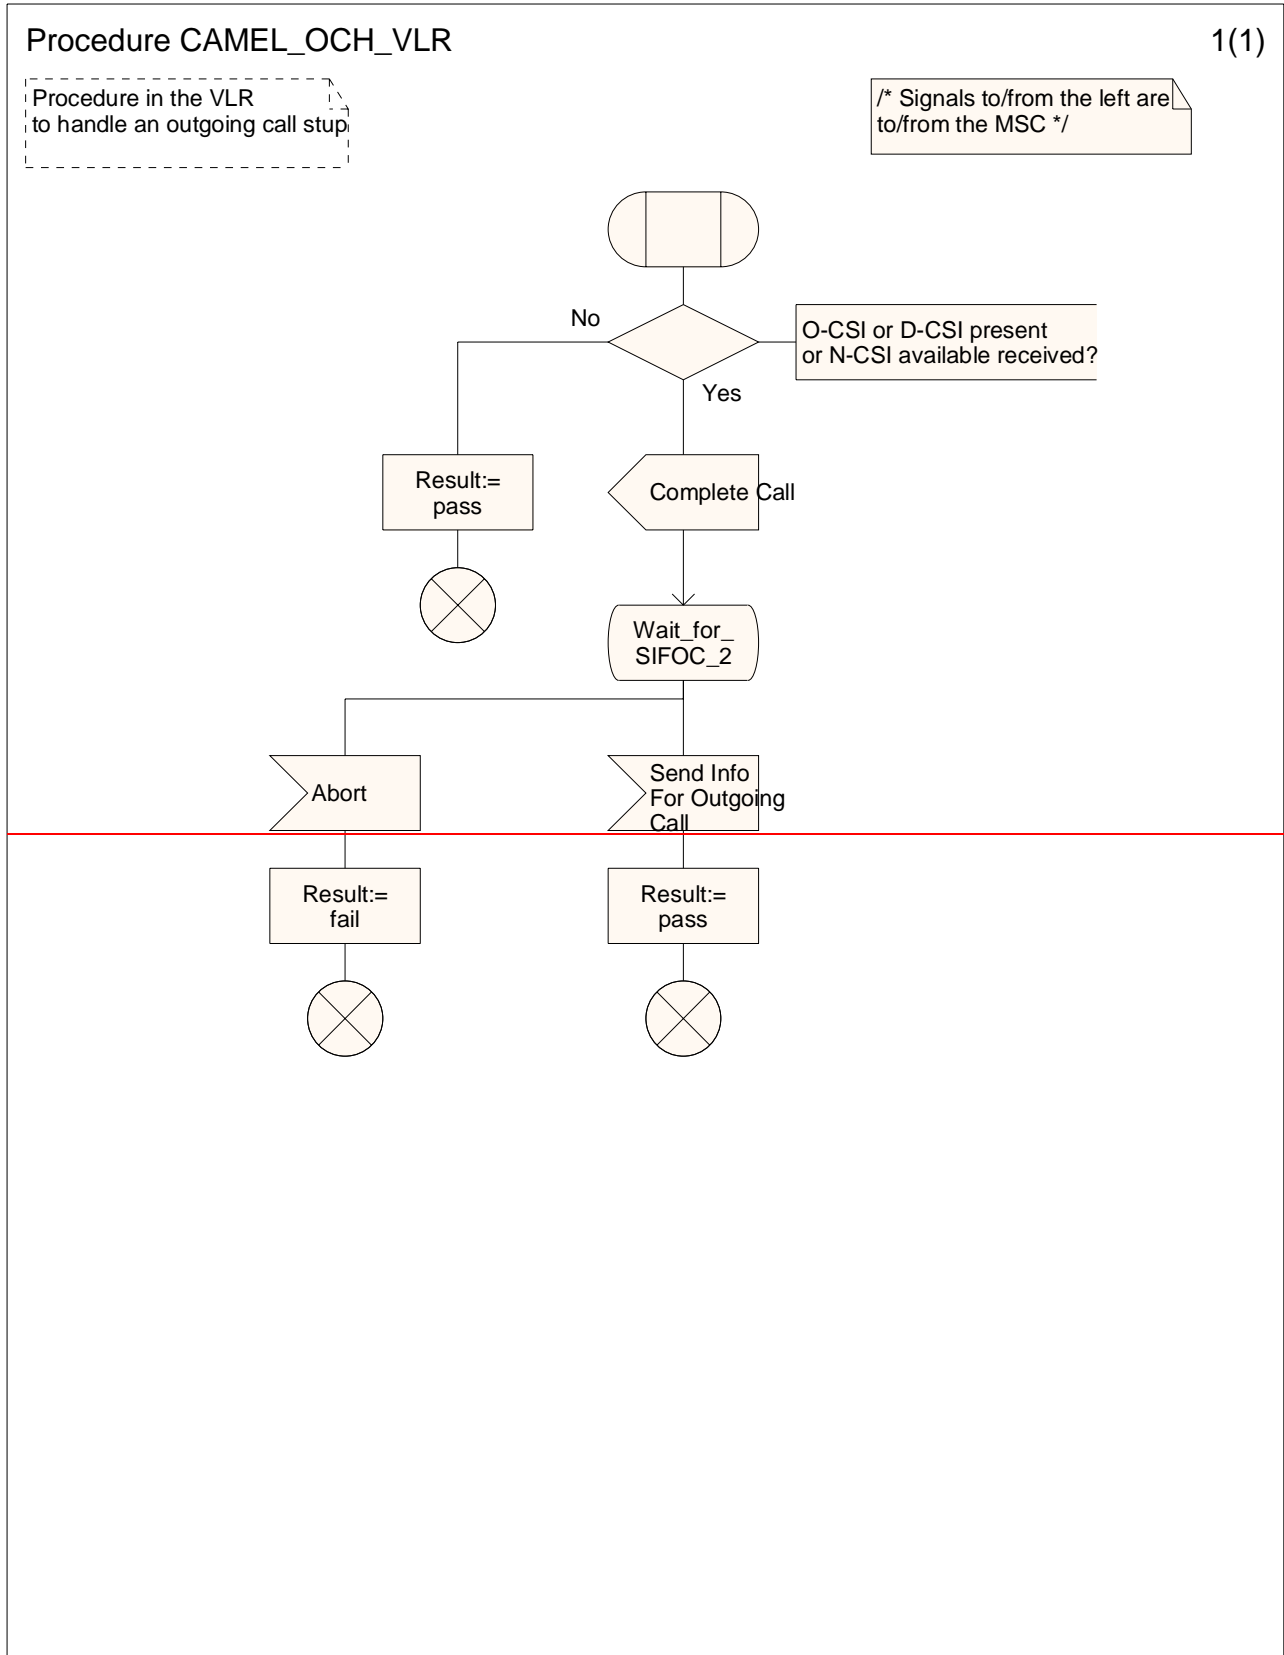 Procedure CAMEL_OCH_VLR
1(1)
Procedure in the VLR
to handle an outgoing call stup
/* Signals to/from the left are
to/from the MSC */
No
O-CSI or D-CSI present
or N-CSI available received?
Yes
Result:=
pass
Complete Call
Wait_for_
SIFOC_2
Abort
Send Info
For Outgoing
Call
Result:=
fail
Result:=
pass